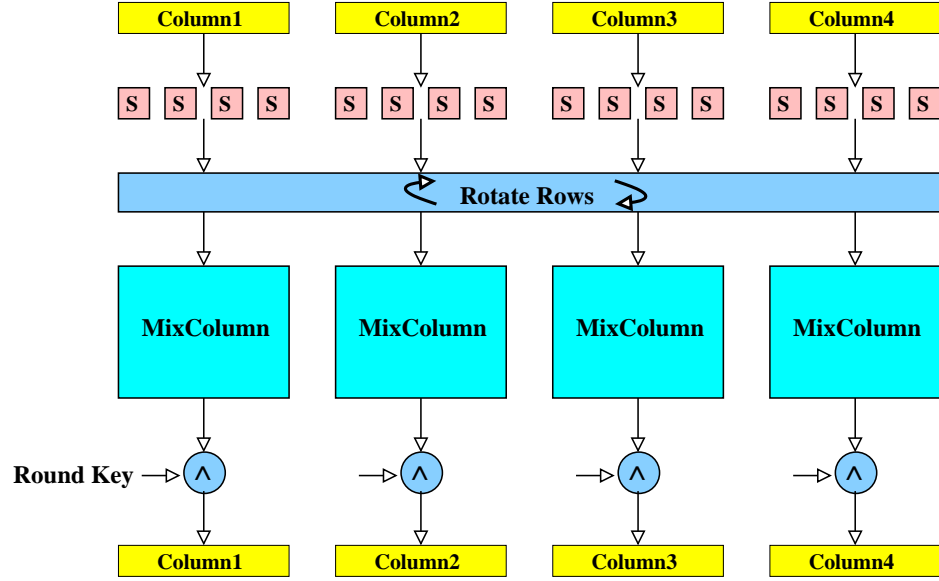 Column1 Column2 Column3 Column4
S S S S S S S S S S S S S S S S
Rotate Rows
MixColumn MixColumn MixColumn MixColumn
Round Key ^ ^ ^ ^
Column1 Column2 Column3 Column4